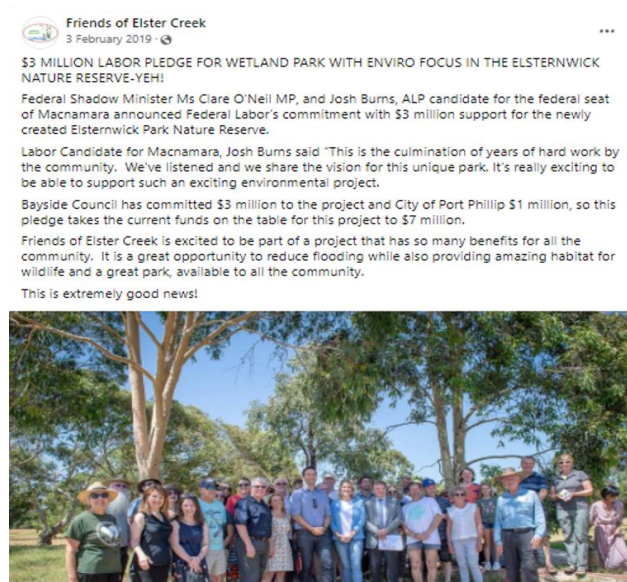 Friends of Elster Creek
3 February 2019 ·
$3 MILLION LABOR PLEDGE FOR WETLAND PARK WITH ENVIRO FOCUS IN THE ELSTERNWICK
NATURE RESERVE-YEH!
Federal Shadow Minister Ms Clare O'Neil MP, and Josh Burns, ALP candidate for the federal seat
of Macnamara announced Federal Labor's commitment with $3 million support for the newly
created Elsternwick Park Nature Reserve.
Labor Candidate for Macnamara, Josh Burns said "This is the culmination of years of hard work by
the community.  We've listened and we share the vision for this unique park. It's really exciting to
be able to support such an exciting environmental project.
Bayside Council has committed $3 million to the project and City of Port Phillip $1 million, so this
pledge takes the current funds on the table for this project to $7 million.
Friends of Elster Creek is excited to be part of a project that has so many benefits for all the
community.  It is a great opportunity to reduce flooding while also providing amazing habitat for
wildlife and a great park, available to all the community.
This is extremely good news!